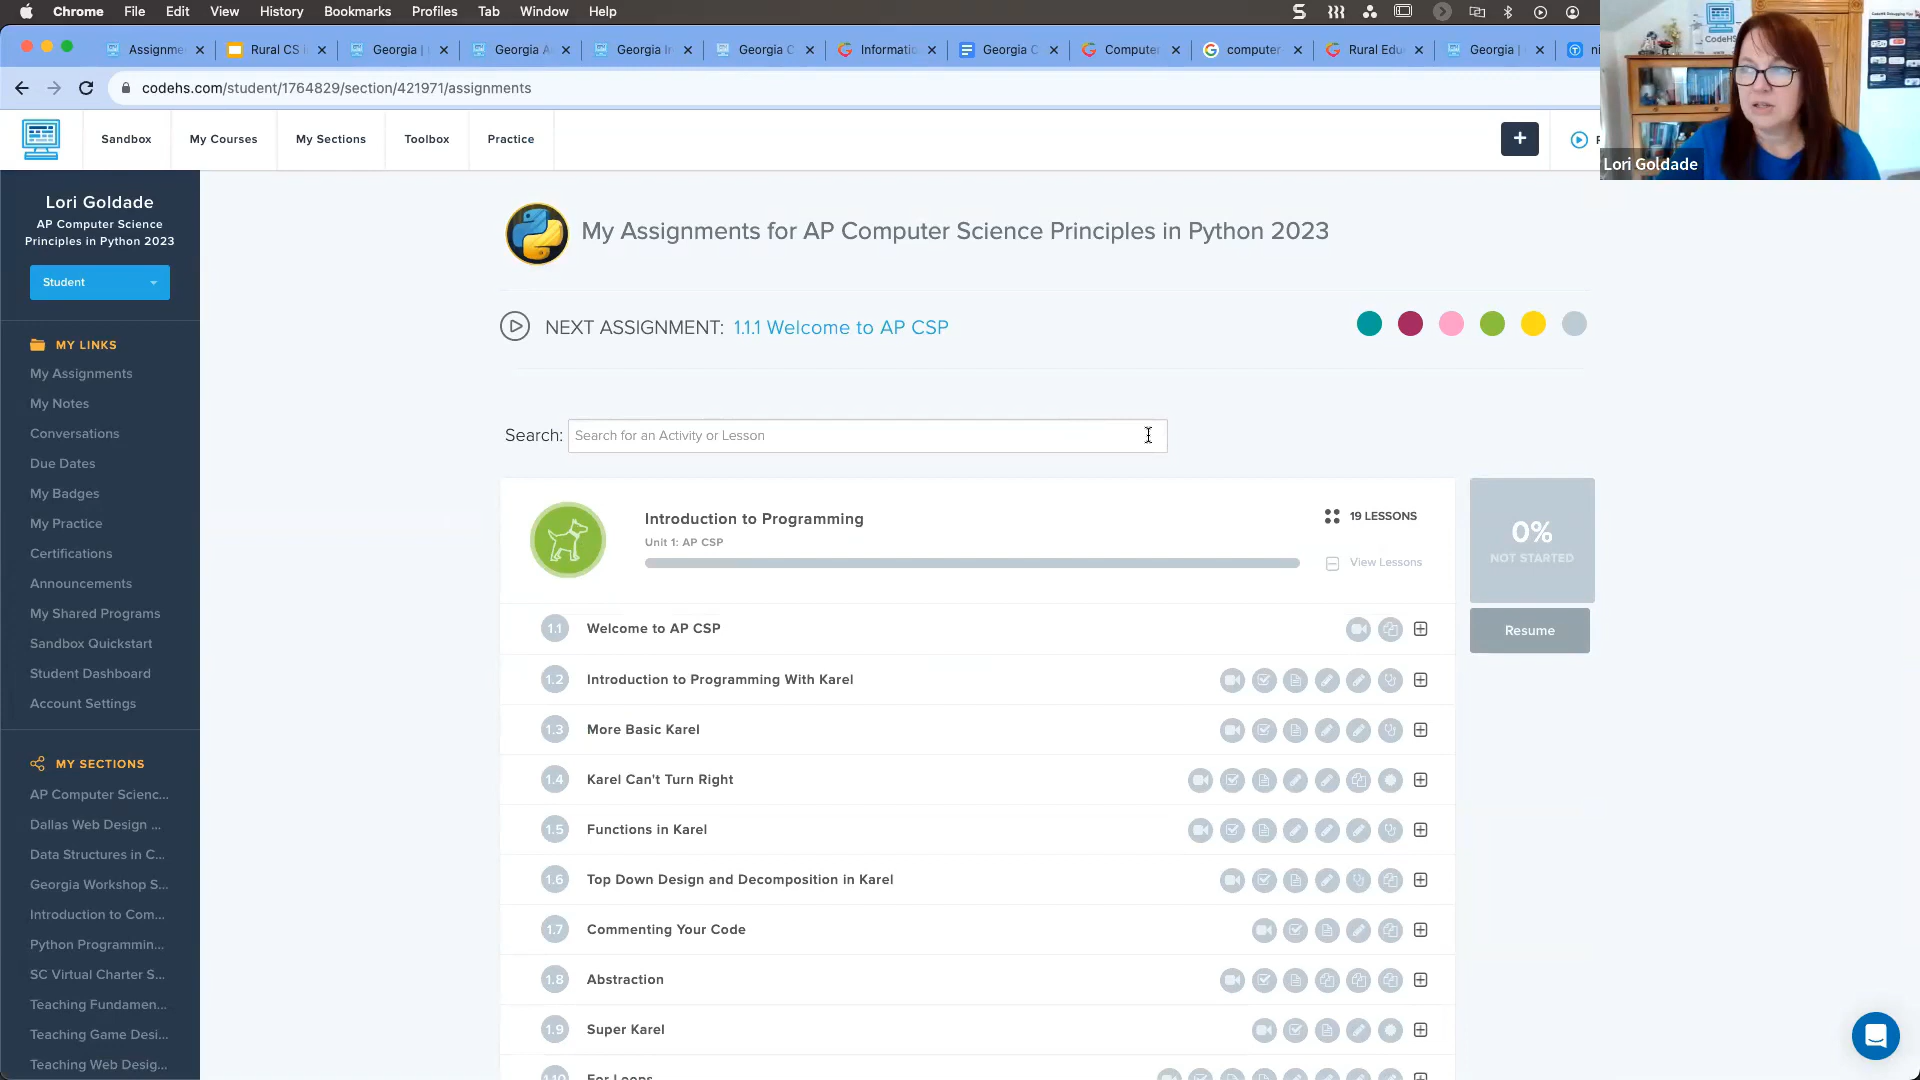 Chrome File Edit View History Bookmarks Profiles Tab Window Help
Assignme Rural CS i Georgia | Georgia A Georgia I Georgia C Informatio Georgia C Compute computer Rural Edu Georgia | ni
codehs.com/student/1764829/section/421971/assignments
Sandbox My Courses My Sections Toolbox Practice
+
Lori Goldade
Lori Goldade
AP Computer Science
Principles in Python 2023
Student
MY LINKS
My Assignments
My Notes
Conversations
Due Dates
My Badges
My Practice
Certifications
Announcements
My Shared Programs
Sandbox Quickstart
Student Dashboard
Account Settings
MY SECTIONS
AP Computer Scienc...
Dallas Web Design ...
Data Structures in C...
Georgia Workshop S...
Introduction to Com...
Python Programmin...
SC Virtual Charter S...
Teaching Fundamen...
Teaching Game Desi...
Teaching Web Desig...
My Assignments for AP Computer Science Principles in Python 2023
NEXT ASSIGNMENT: 1.1.1 Welcome to AP CSP
Search: Search for an Activity or Lesson
Introduction to Programming
Unit 1: AP CSP
19 LESSONS
View Lessons
0%
NOT STARTED
Resume
1.1 Welcome to AP CSP
1.2 Introduction to Programming With Karel
1.3 More Basic Karel
1.4 Karel Can't Turn Right
1.5 Functions in Karel
1.6 Top Down Design and Decomposition in Karel
1.7 Commenting Your Code
1.8 Abstraction
1.9 Super Karel
1.10 For Loops